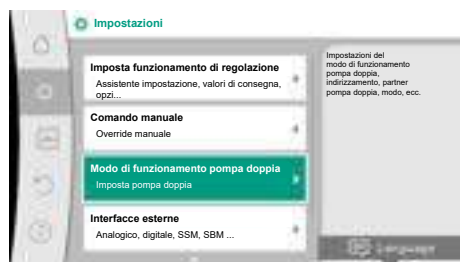 Impostazioni
Imposta funzionamento di regolazione
Assistente impostazione, valori di consegna,
opzi...
Comando manuale
Override manuale
Modo di funzionamento pompa doppia
Imposta pompa doppia
Interfacce esterne
Analogico, digitale, SSM, SBM ...
Impostazioni del
modo di funzionamento
pompa doppia,
indirizzamento, partner
pompa doppia, modo, ecc.
Language